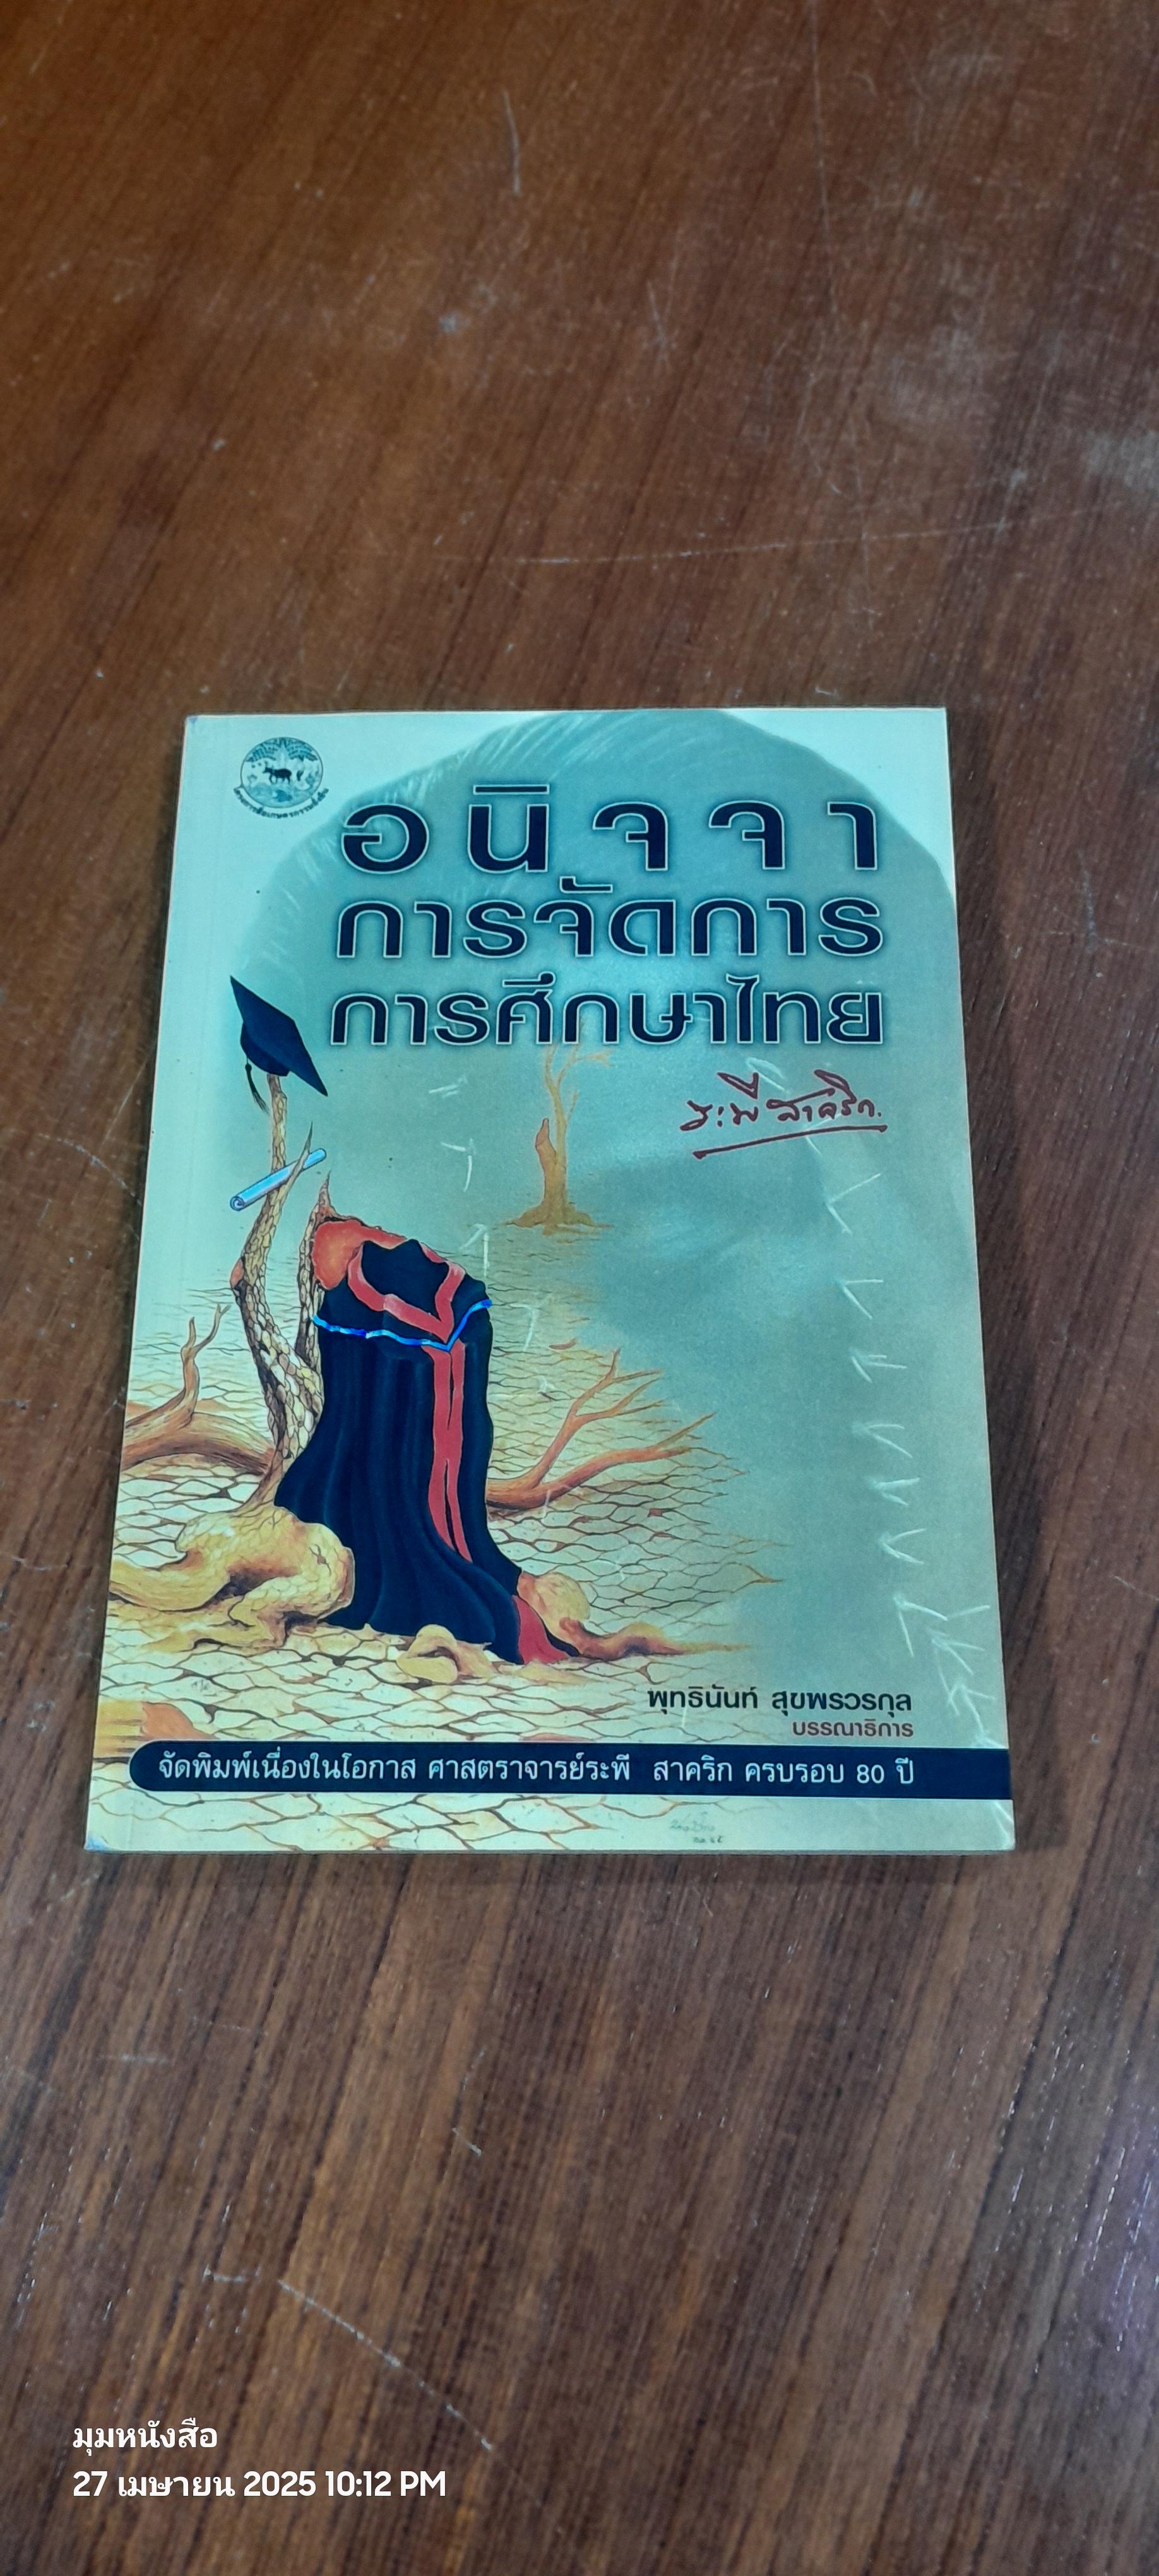 อนิจจา
การจัดการ
การศึกษาไทย
ระพี สาคริก.
พุทธินันท์ สุขพรวรกุล
บรรณาธิการ
จัดพิมพ์เนื่องในโอกาส ศาสตราจารย์ระพี สาคริก ครบรอบ 80 ปี
มุมหนังสือ
27 เมษายน 2025 10:12 PM